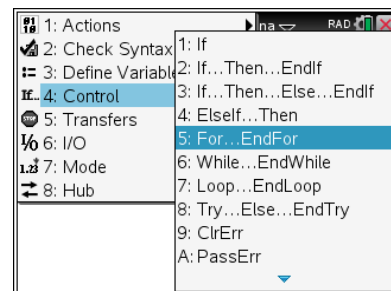 1: Actions
2: Check Syntax
3: Define Variable
If.. 4: Control
5: Transfers
6: I/O
7: Mode
8: Hub
na
RAD
1: If
2: If...Then...EndIf
3: If...Then...Else...EndIf
4: ElseIf...Then
5: For...EndFor
6: While...EndWhile
7: Loop...EndLoop
8: Try...Else...EndTry
9: ClrErr
A: PassErr